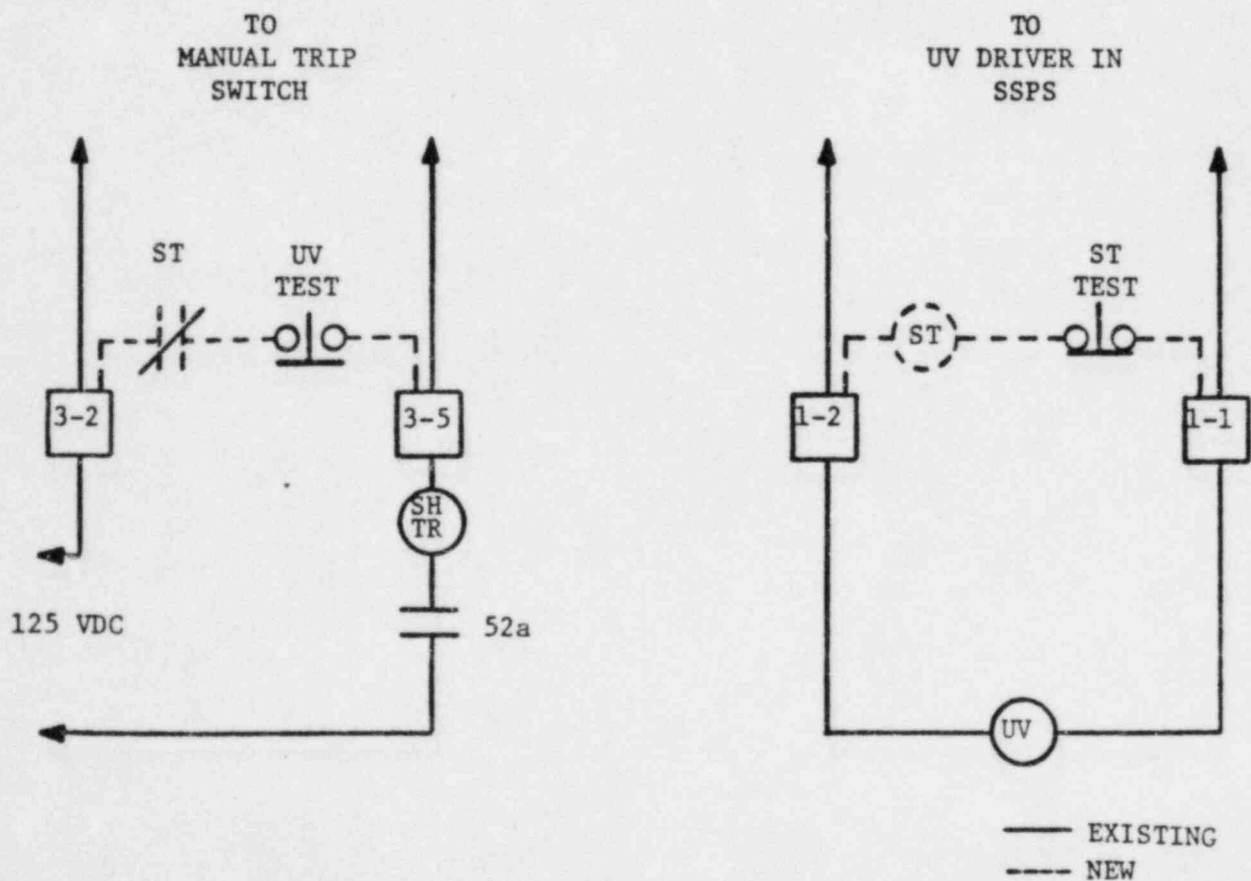 TO
MANUAL TRIP
SWITCH
TO
UV DRIVER IN
SSPS
ST
UV
TEST
ST
TEST
ST
3-2
3-5
1-2
1-1
SH
TR
125 VDC
52a
UV
EXISTING
NEW